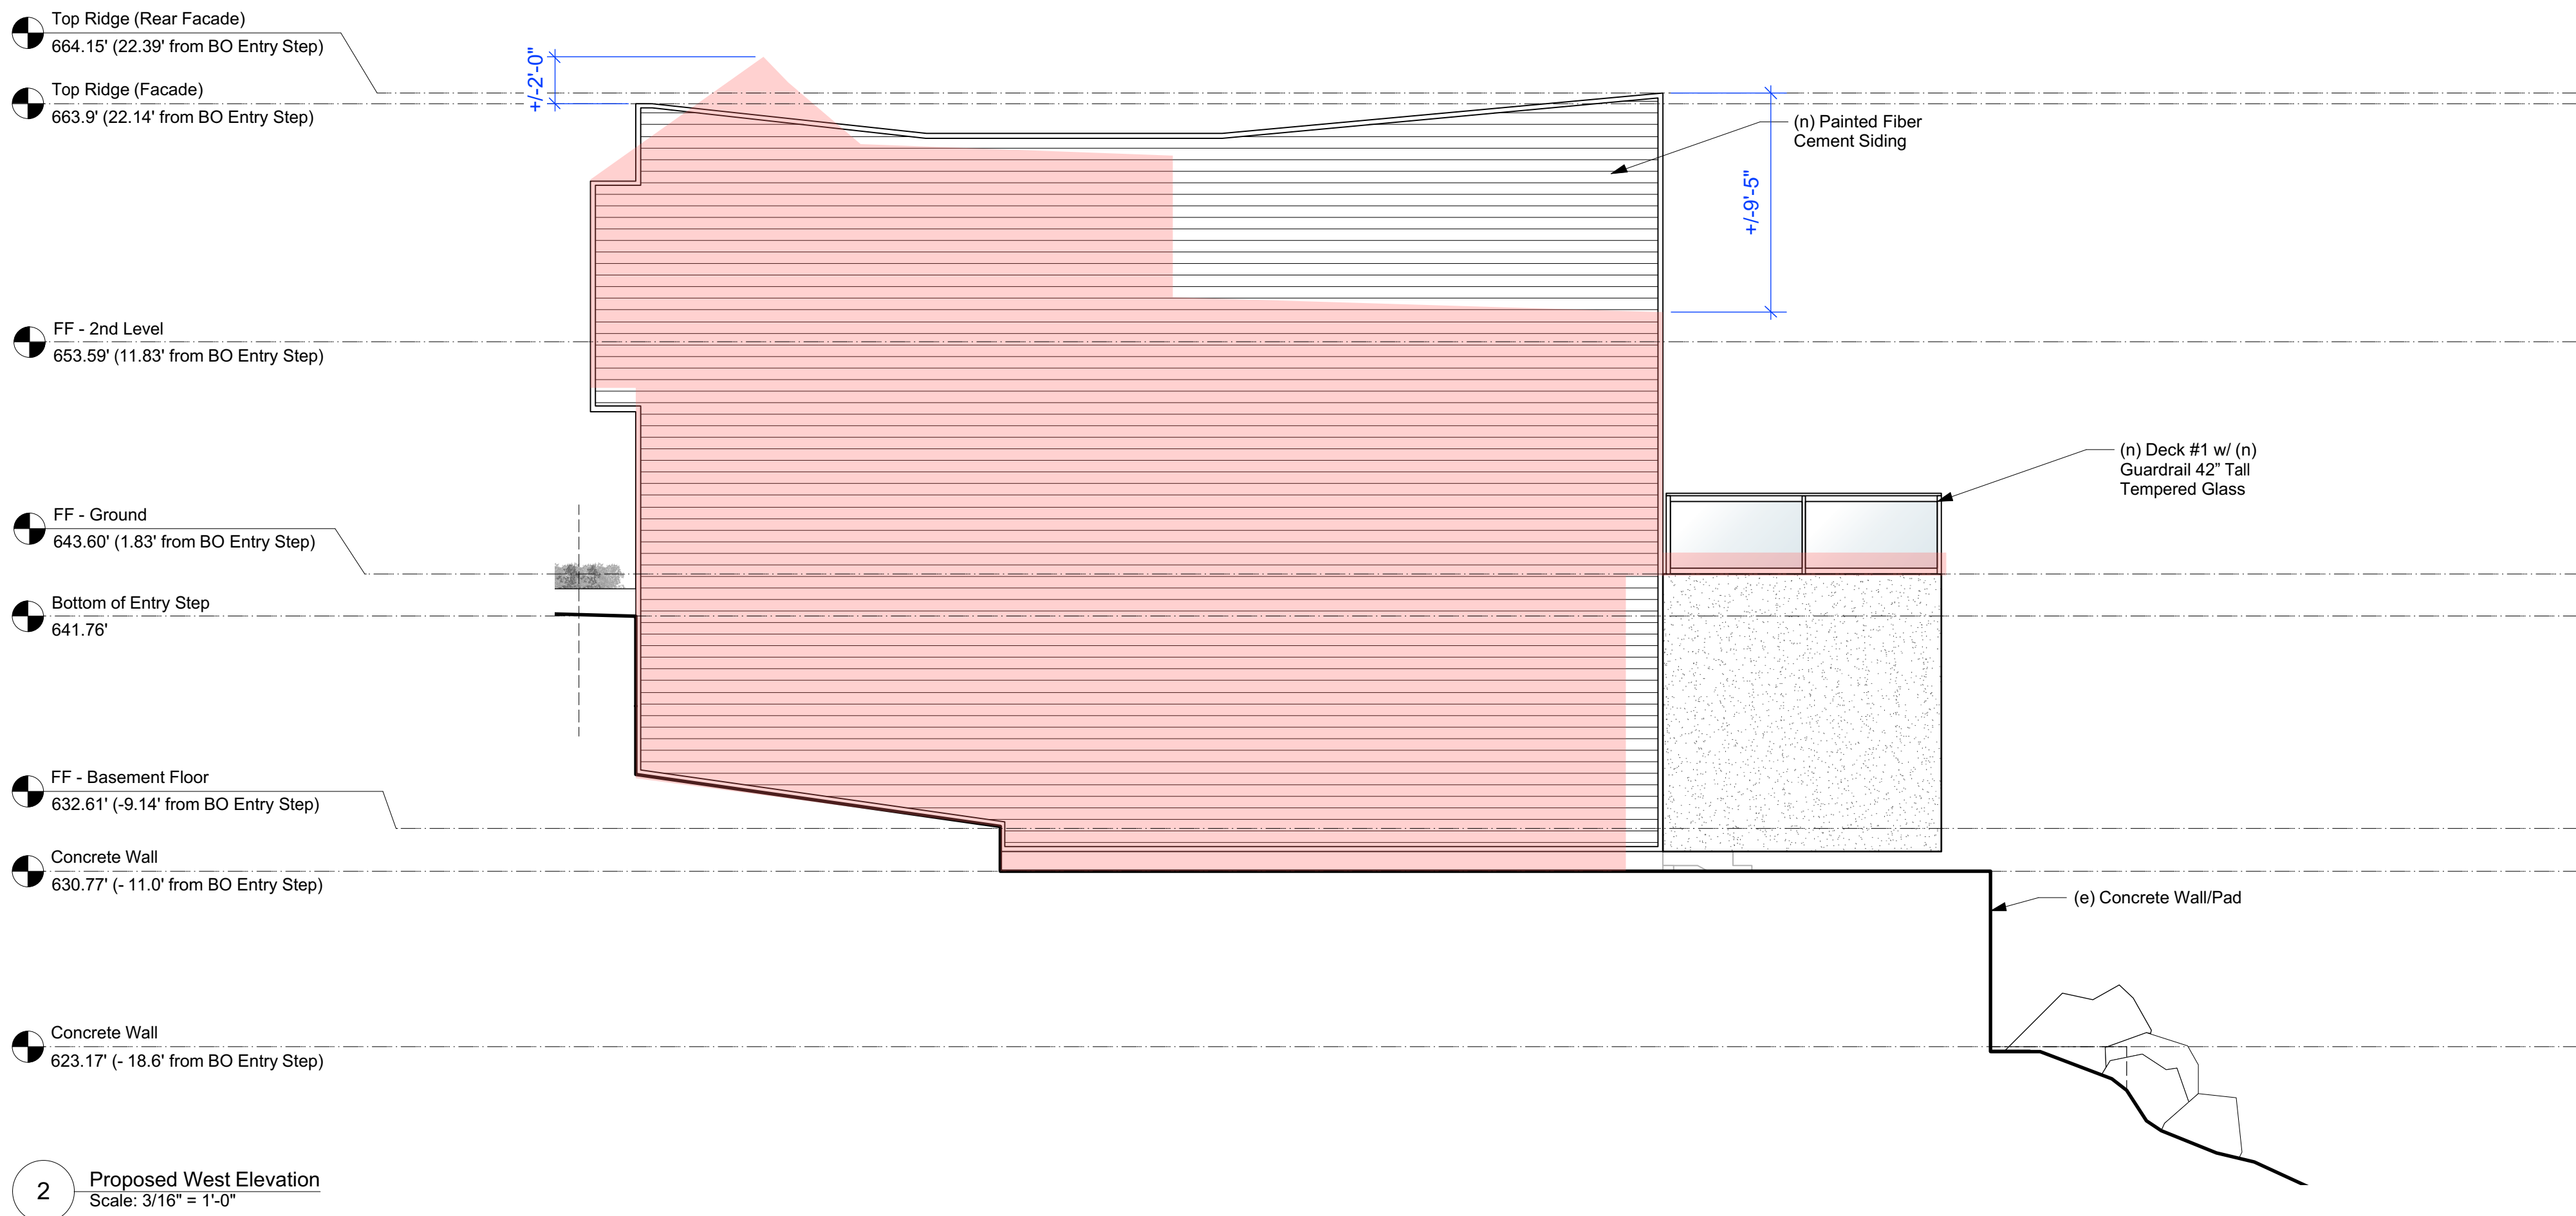 Top Ridge (Rear Facade)
664.15' (22.39' from BO Entry Step)
Top Ridge (Facade)
663.9' (22.14' from BO Entry Step)
+/-2'-0"
(n) Painted Fiber
Cement Siding
+/-9'-5"
FF - 2nd Level
653.59' (11.83' from BO Entry Step)
(n) Deck #1 w/ (n)
Guardrail 42” Tall
Tempered Glass
FF - Ground
643.60' (1.83' from BO Entry Step)
Bottom of Entry Step
641.76'
FF - Basement Floor
632.61' (-9.14' from BO Entry Step)
Concrete Wall
630.77' (- 11.0' from BO Entry Step)
(e) Concrete Wall/Pad
Concrete Wall
623.17' (- 18.6' from BO Entry Step)
2
Proposed West Elevation
Scale: 3/16" = 1'-0"